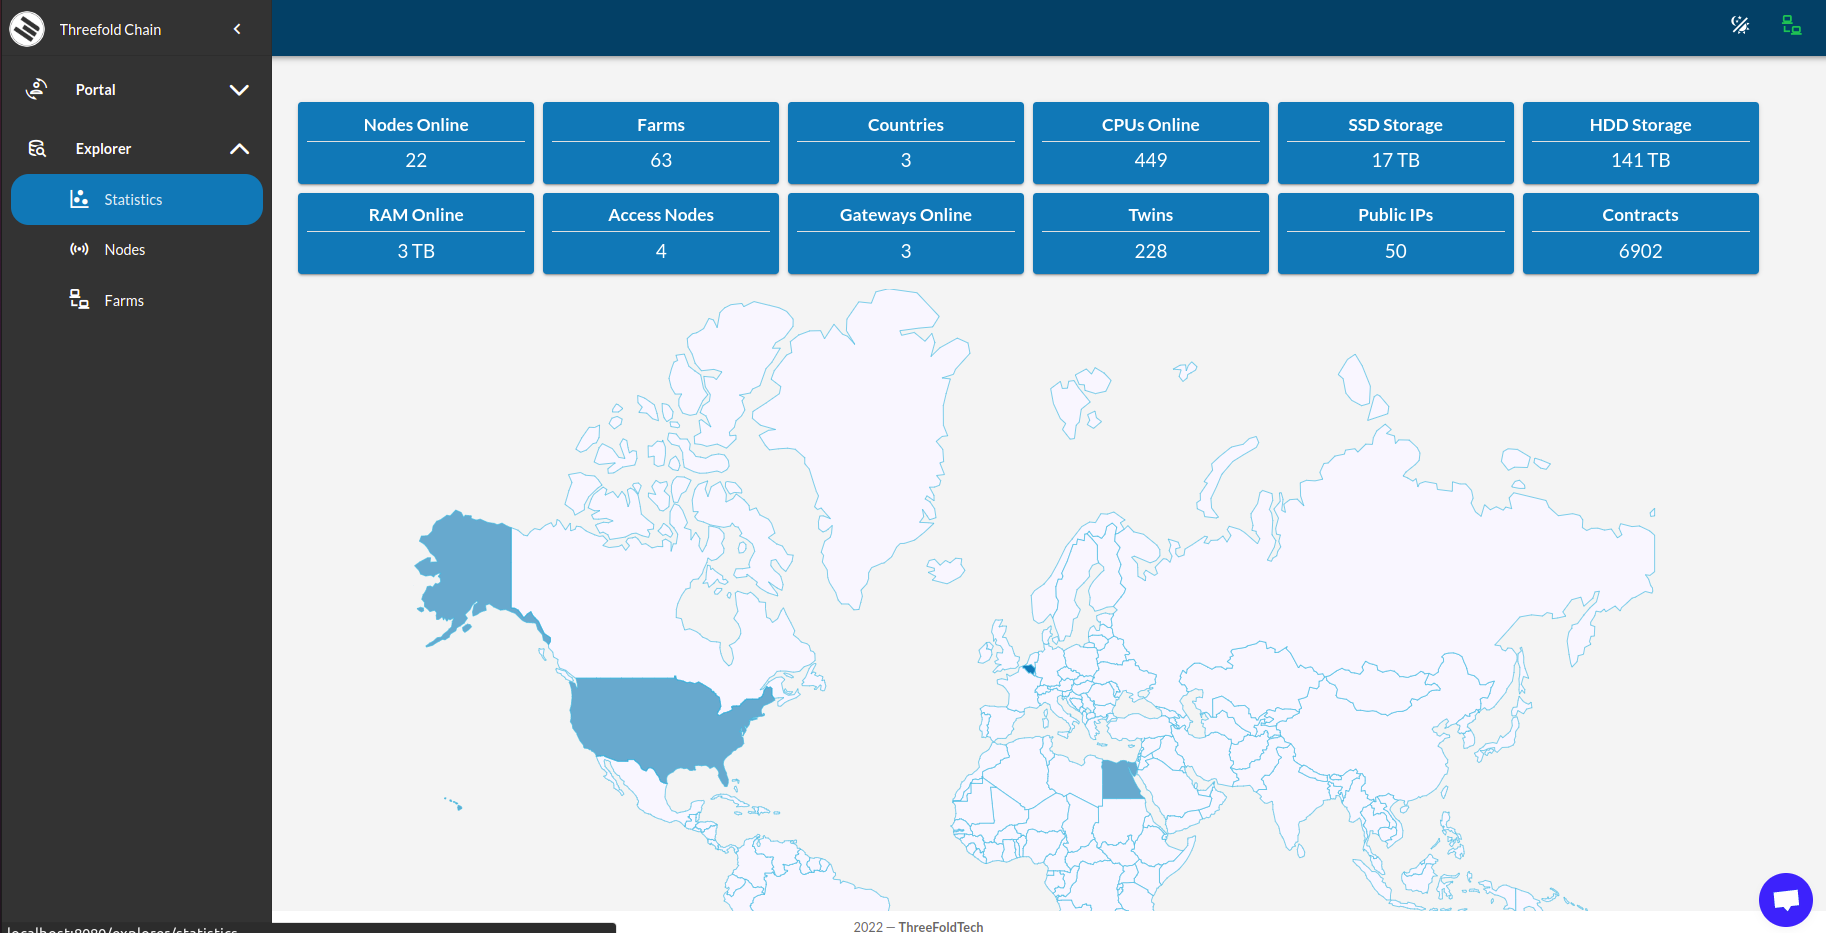 Threefold Chain
Portal
Explorer
Statistics
Nodes
Farms
Nodes Online
22
Farms
63
Countries
3
CPUs Online
449
SSD Storage
17 TB
HDD Storage
141 TB
RAM Online
3 TB
Access Nodes
4
Gateways Online
3
Twins
228
Public IPs
50
Contracts
6902
2022 — ThreeFoldTech
localhost:8080/explorer/statistics